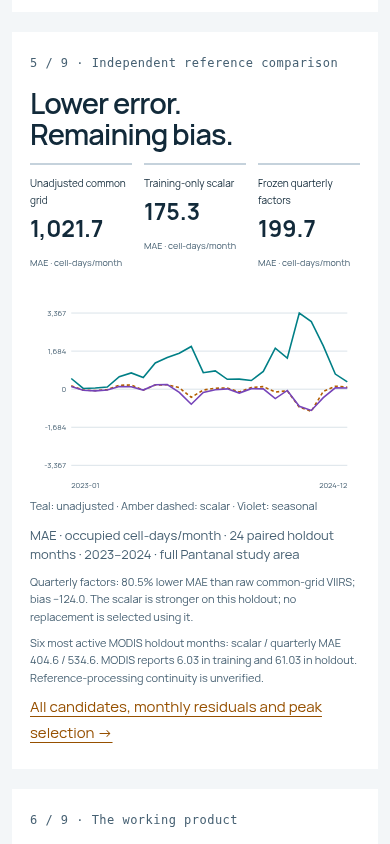 5 / 9 · Independent reference comparison
Lower error.
Remaining bias.
Unadjusted common
grid
1,021.7
MAE · cell-days/month
Training-only scalar
175.3
MAE · cell-days/month
Frozen quarterly
factors
199.7
MAE · cell-days/month
3,367
1,684
0
-1,684
-3,367
2023-01
2024-12
Teal: unadjusted · Amber dashed: scalar · Violet: seasonal
MAE · occupied cell-days/month · 24 paired holdout
months · 2023–2024 · full Pantanal study area
Quarterly factors: 80.5% lower MAE than raw common-grid VIIRS;
bias −124.0. The scalar is stronger on this holdout; no
replacement is selected using it.
Six most active MODIS holdout months: scalar / quarterly MAE
404.6 / 534.6. MODIS reports 6.03 in training and 61.03 in holdout.
Reference-processing continuity is unverified.
All candidates, monthly residuals and peak
selection →
6 / 9 · The working product